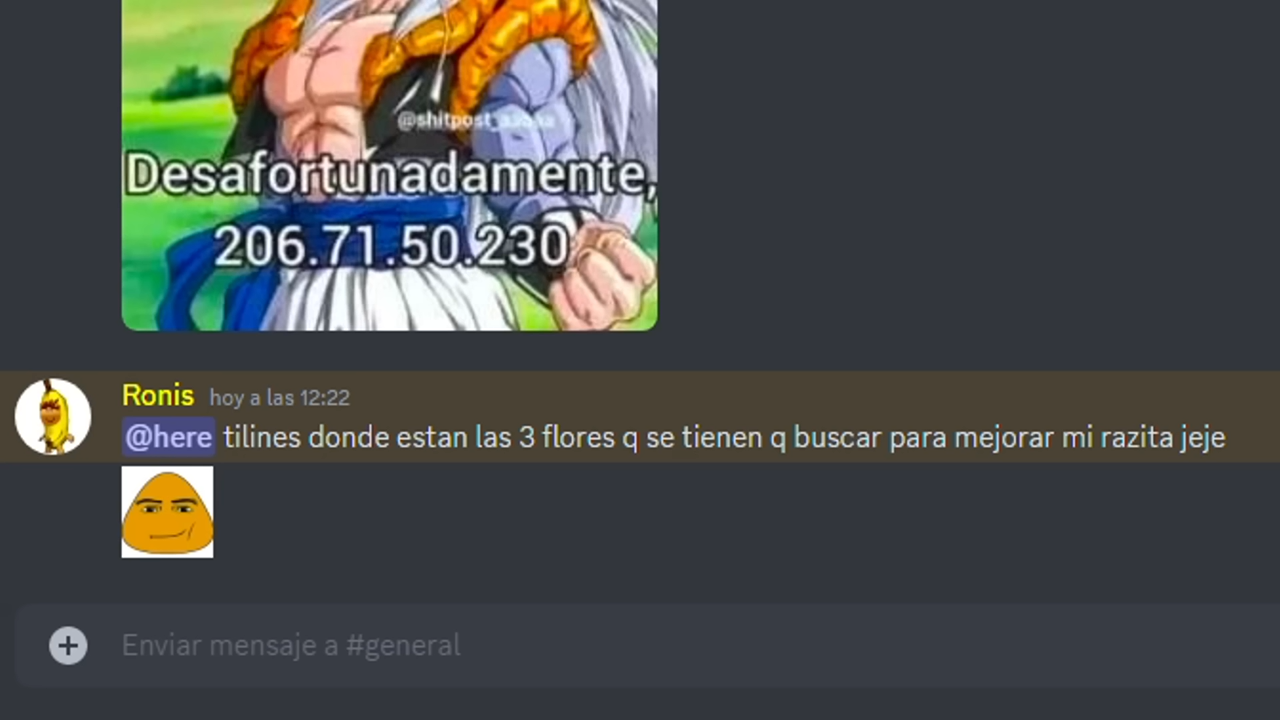 @shitpost
Desafortunadamente,
206.71.50.230
Ronis hoy a las 12:22
@here tilines donde estan las 3 flores q se tienen q buscar para mejorar mi razita jeje
Enviar mensaje a #general